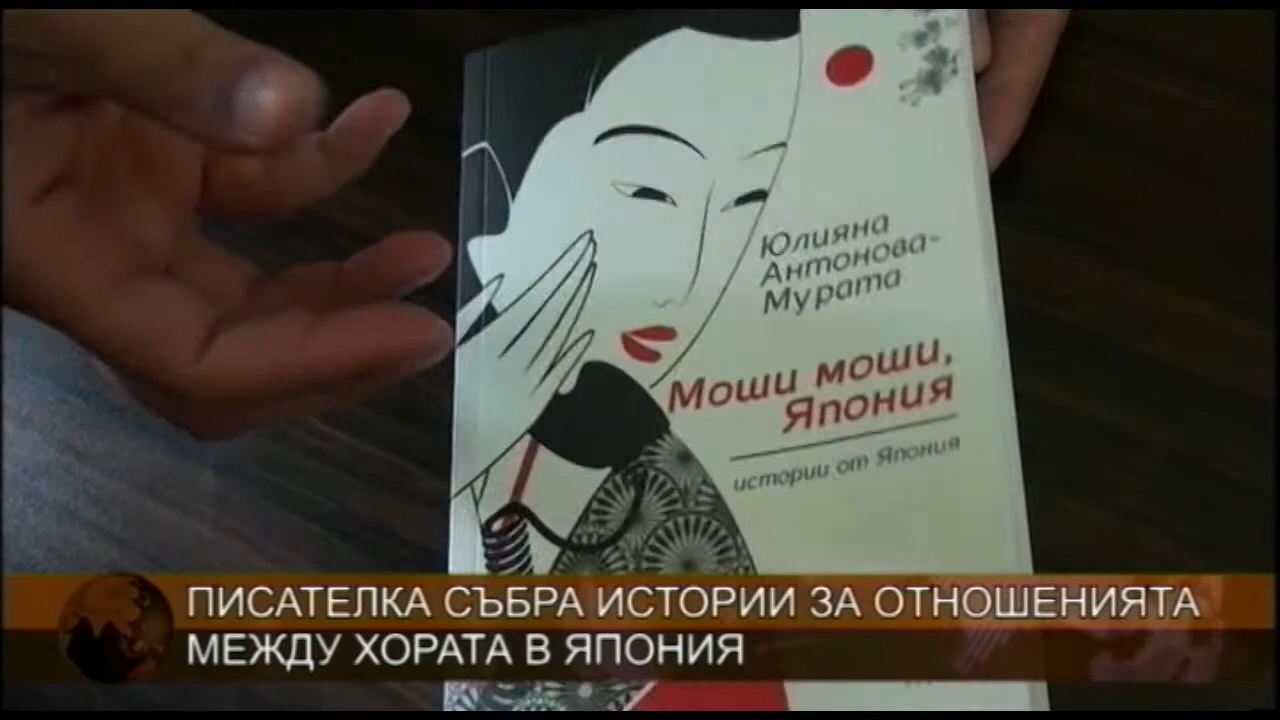 Юлияна
Антонова-
Мурата
Моши моши,
Япония
истории от Япония
ПИСАТЕЛКА СЪБРА ИСТОРИИ ЗА ОТНОШЕНИЯТА
МЕЖДУ ХОРАТА В ЯПОНИЯ